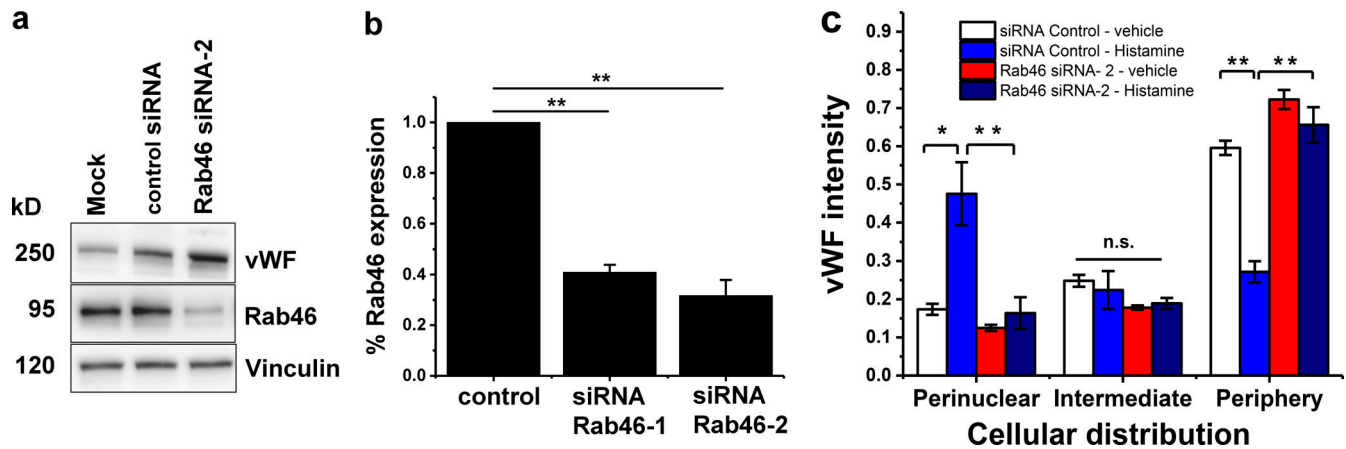 a
Mock
control siRNA
Rab46 siRNA-2
kD
250
vWF
95
Rab46
120
Vinculin
b
**
**
1.0
0.8
0.6
0.4
0.2
0.0
% Rab46 expression
control
siRNA
Rab46-1
siRNA
Rab46-2
c
siRNA Control - vehicle
siRNA Control - Histamine
Rab46 siRNA- 2 - vehicle
Rab46 siRNA-2 - Histamine
0.9
0.8
0.7
0.6
0.5
0.4
0.3
0.2
0.1
0.0
vWF intensity
*
* *
n.s.
**
**
Perinuclear
Intermediate
Periphery
Cellular distribution